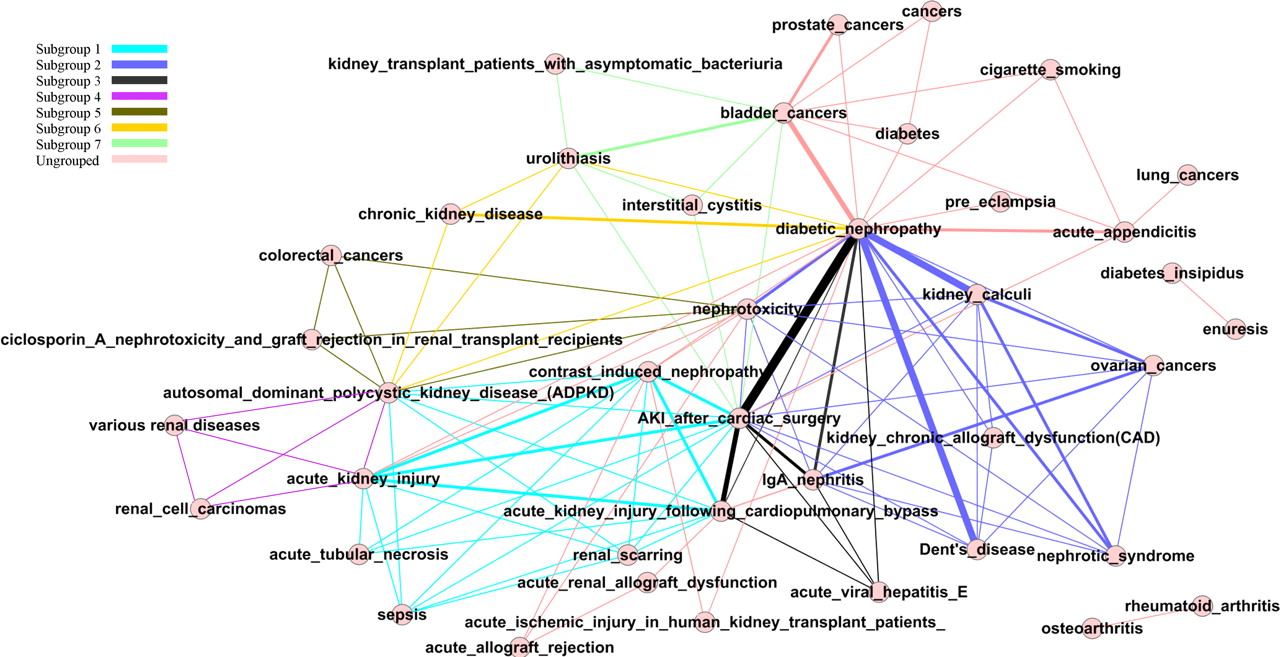 cancers
prostate_cancers
Subgroup 1
Subgroup 2
Subgroup 3
Subgroup 4
Subgroup 5
Subgroup 6
Subgroup 7
Ungrouped
kidney_transplant_patients_with_asymptomatic_bacteriuria
cigarette_smoking
bladder_cancers
diabetes
urolithiasis
lung_cancers
pre_eclampsia
interstitial_cystitis
chronic_kidney_disease
diabetic_nephropathy
acute_appendicitis
colorectal_cancers
diabetes_insipidus
kidney_calculi
nephrotoxicity
enuresis
ciclosporin_A_nephrotoxicity_and_graft_rejection_in_renal_transplant_recipients
ovarian_cancers
contrast_induced_nephropathy
autosomal_dominant_polycystic_kidney_disease_(ADPKD)
AKI_after_cardiac_surgery
various renal diseases
kidney_chronic_allograft_dysfunction(CAD)
acute_kidney_injury
IgA_nephritis
renal_cell_carcinomas
acute_kidney_injury_following_cardiopulmonary_bypass
acute_tubular_necrosis
renal_scarring
Dent's_disease
nephrotic_syndrome
acute_renal_allograft_dysfunction
acute_viral_hepatitis_E
rheumatoid_arthritis
sepsis
acute_ischemic_injury_in_human_kidney_transplant_patients_
osteoarthritis
acute_allograft_rejection